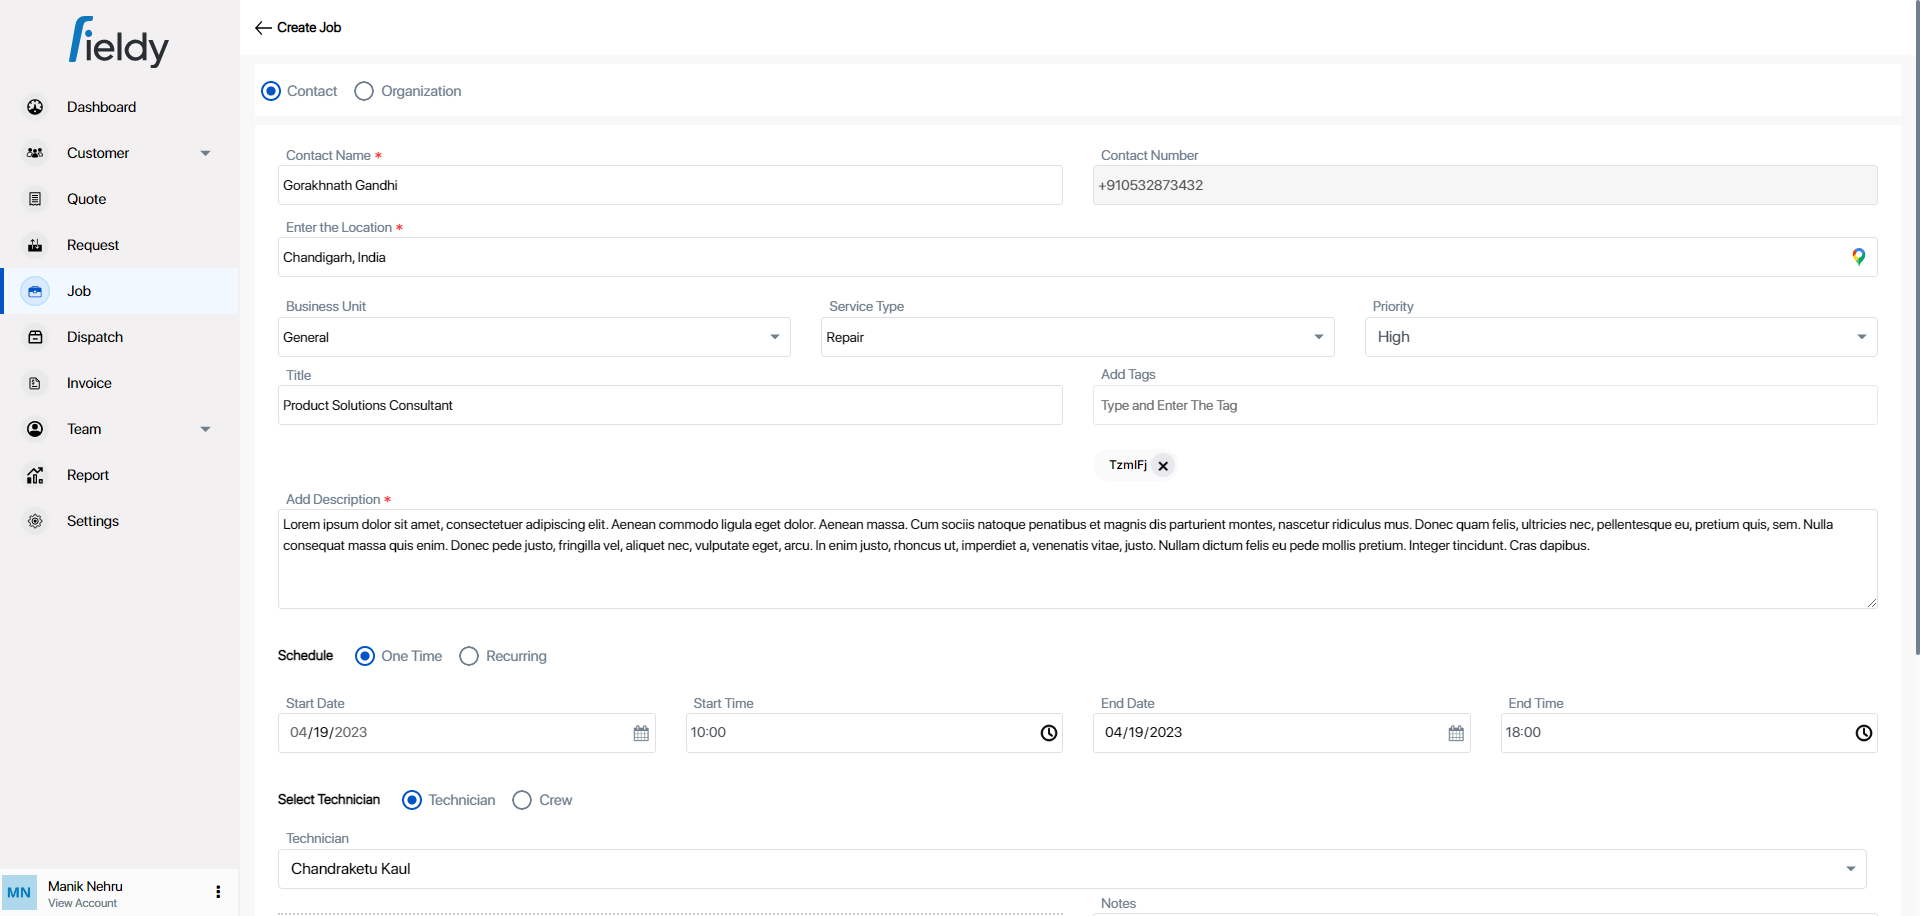 Fieldy
Dashboard
Customer
Quote
Request
Job
Dispatch
Invoice
Team
Report
Settings
MN
Manik Nehru
View Account
Create Job
Contact
Organization
Contact Name *
Gorakhnath Gandhi
Contact Number
+910532873432
Enter the Location *
Chandigarh, India
Business Unit
General
Service Type
Repair
Priority
High
Title
Product Solutions Consultant
Add Tags
Type and Enter The Tag
TzmIFj
Add Description *
Lorem ipsum dolor sit amet, consectetuer adipiscing elit. Aenean commodo ligula eget dolor. Aenean massa. Cum sociis natoque penatibus et magnis dis parturient montes, nascetur ridiculus mus. Donec quam felis, ultricies nec, pellentesque eu, pretium quis, sem. Nulla
consequat massa quis enim. Donec pede justo, fringilla vel, aliquet nec, vulputate eget, arcu. In enim justo, rhoncus ut, imperdiet a, venenatis vitae, justo. Nullam dictum felis eu pede mollis pretium. Integer tincidunt. Cras dapibus.
Schedule
One Time
Recurring
Start Date
04/19/2023
Start Time
10:00
End Date
04/19/2023
End Time
18:00
Select Technician
Technician
Crew
Technician
Chandraketu Kaul
Notes